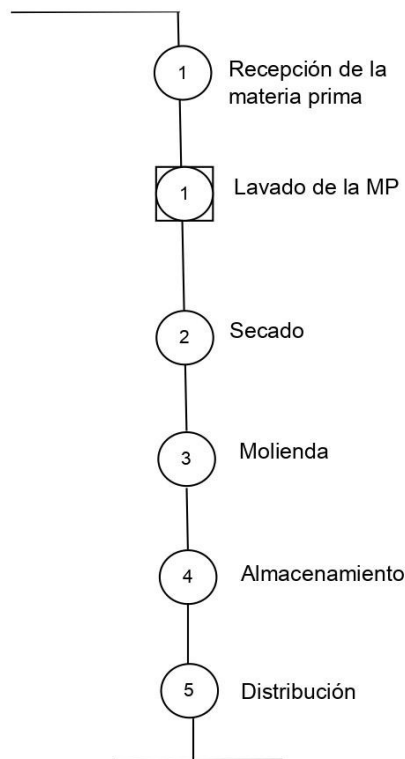 1
Recepción de la
materia prima
1
Lavado de la MP
2
Secado
3
Molienda
4
Almacenamiento
5
Distribución